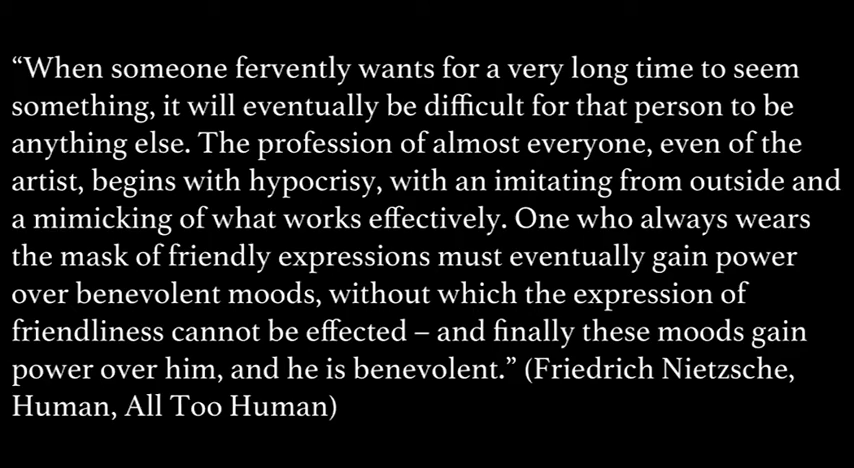 “When someone fervently wants for a very long time to seem
something, it will eventually be difficult for that person to be
anything else. The profession of almost everyone, even of the
artist, begins with hypocrisy, with an imitating from outside and
a mimicking of what works effectively. One who always wears
the mask of friendly expressions must eventually gain power
over benevolent moods, without which the expression of
friendliness cannot be effected – and finally these moods gain
power over him, and he is benevolent.” (Friedrich Nietzsche,
Human, All Too Human)